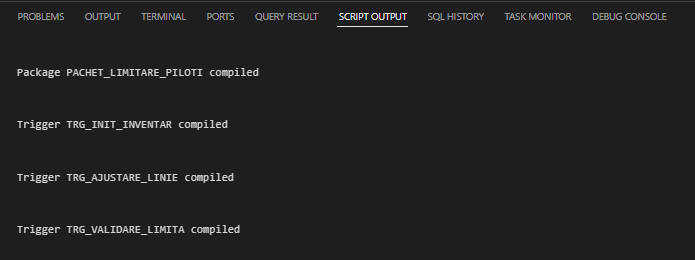 PROBLEMS OUTPUT TERMINAL PORTS QUERY RESULT SCRIPT OUTPUT SQL HISTORY TASK MONITOR DEBUG CONSOLE
Package PACHET_LIMITARE_PILOTI compiled
Trigger TRG_INIT_INVENTAR compiled
Trigger TRG_AJUSTARE_LINIE compiled
Trigger TRG_VALIDARE_LIMITA compiled